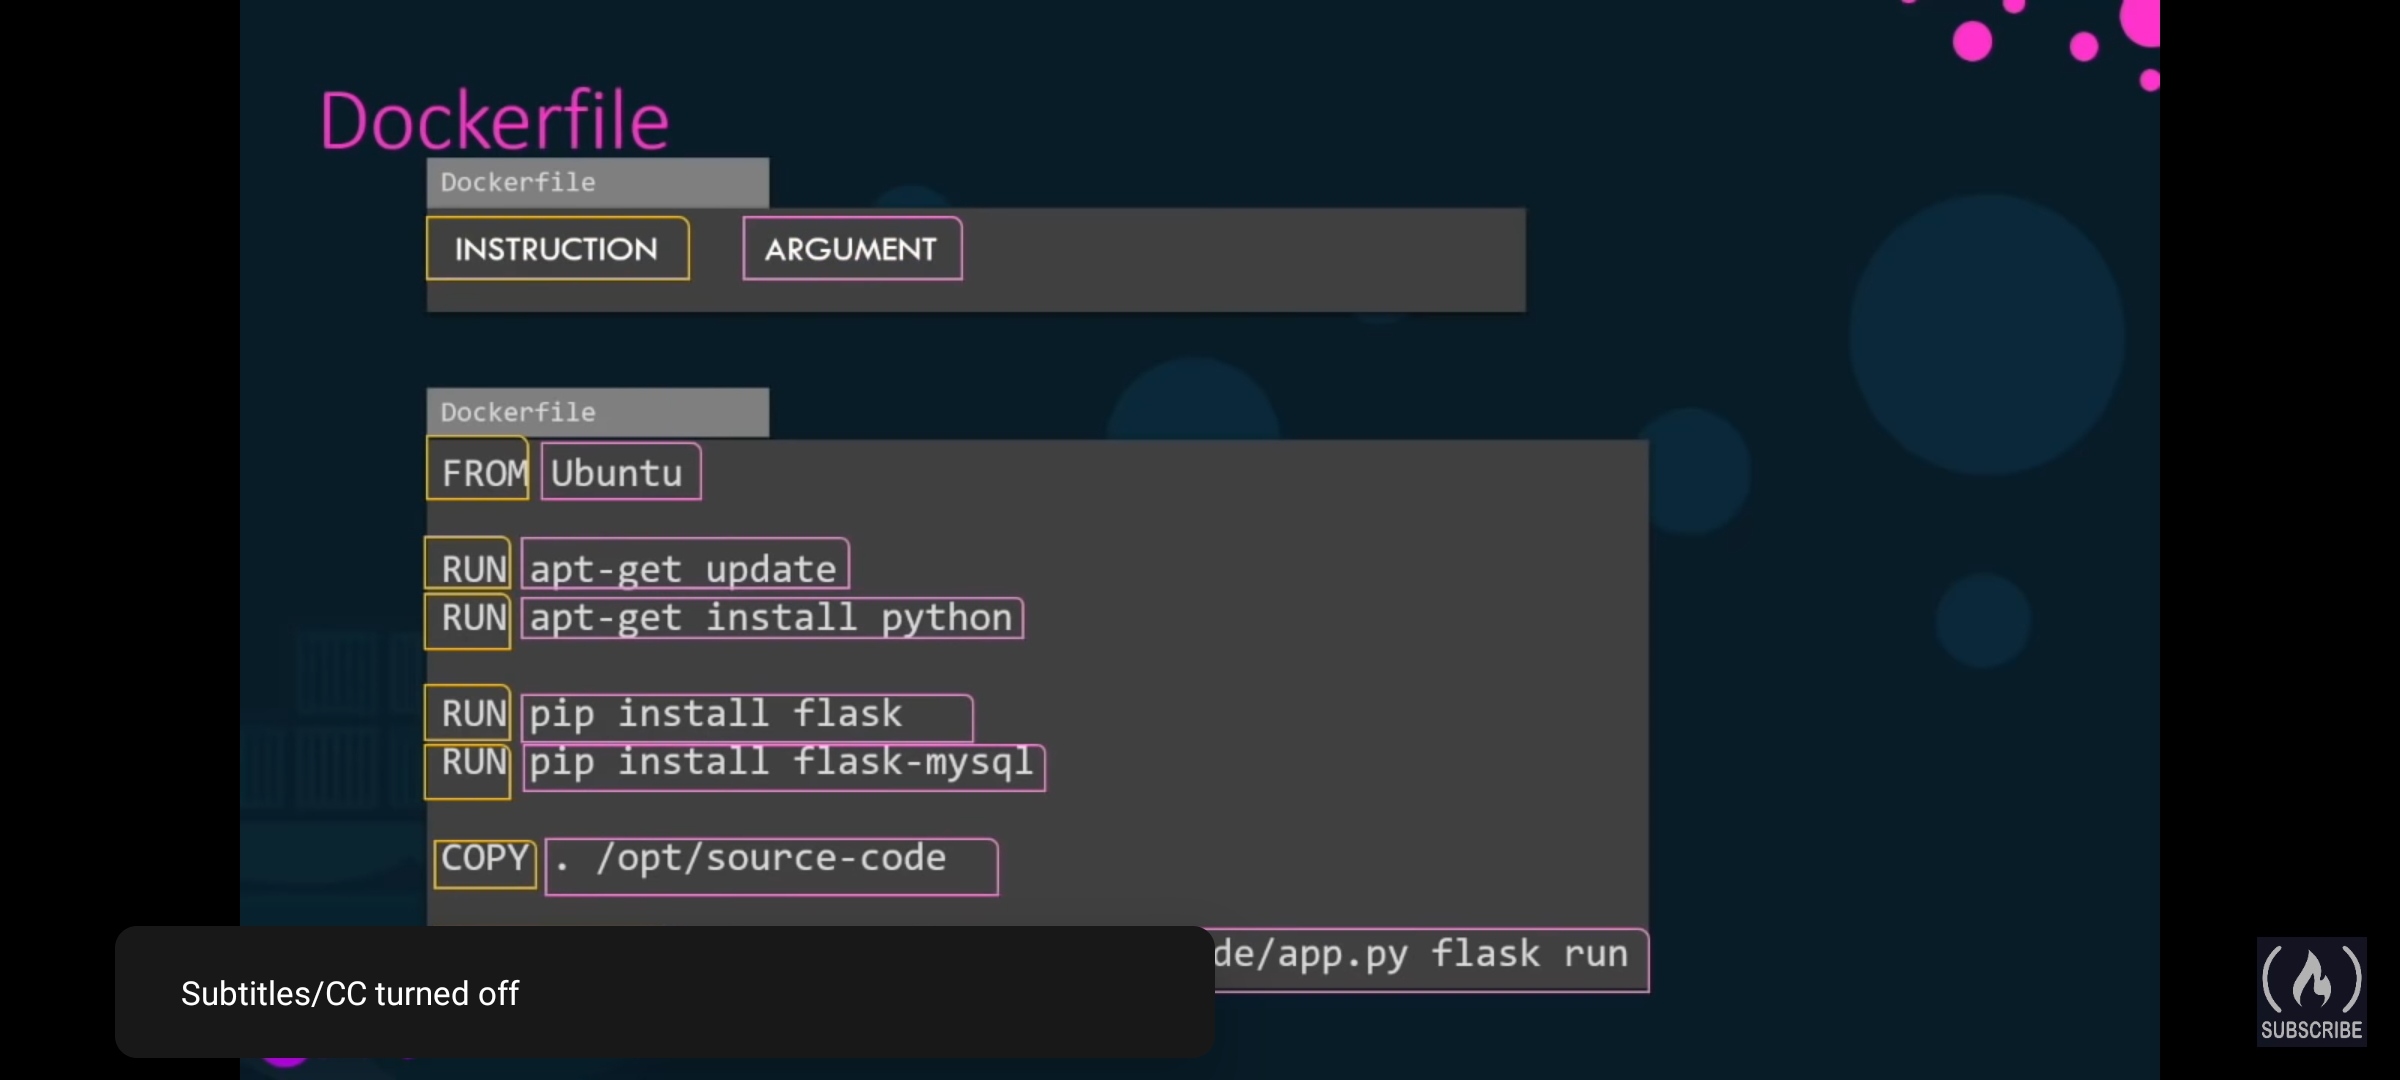 Dockerfile
Dockerfile
INSTRUCTION ARGUMENT
Dockerfile
FROM Ubuntu
RUN apt-get update
RUN apt-get install python
RUN pip install flask
RUN pip install flask-mysql
COPY . /opt/source-code
de/app.py flask run
Subtitles/CC turned off
SUBSCRIBE